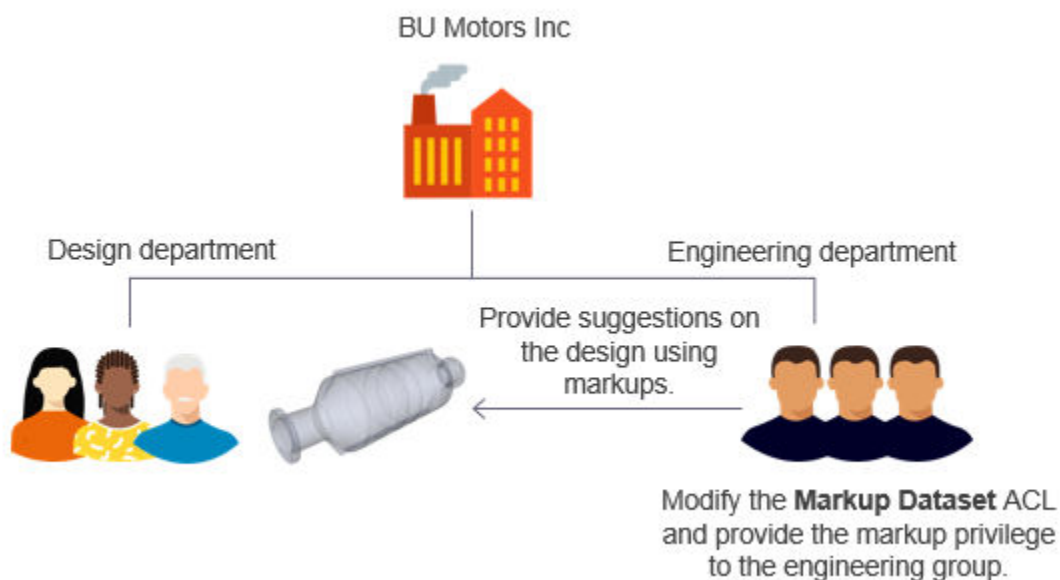 BU Motors Inc
Design department
Engineering department
Provide suggestions on
the design using
markups.
Modify the Markup Dataset ACL
and provide the markup privilege
to the engineering group.